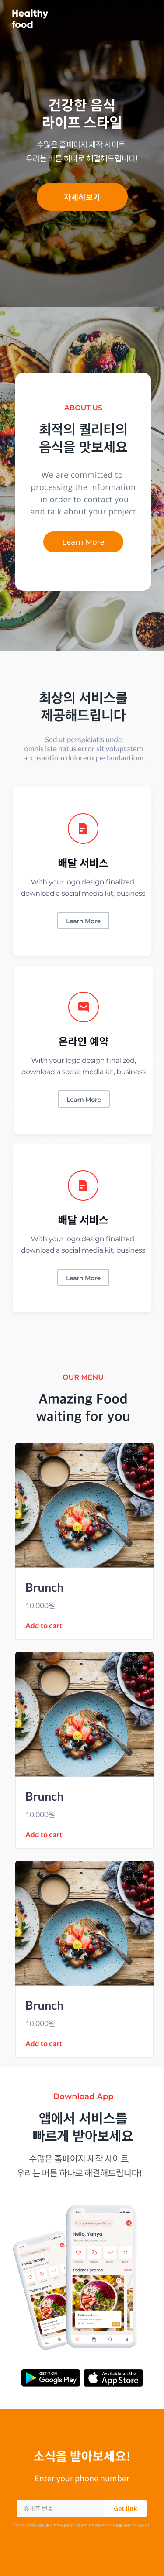 Healthy
food
건강한 음식
라이프 스타일
수많은 홈페이지 제작 사이트,
우리는 버튼 하나로 해결해드립니다!
자세히보기
ABOUT US
최적의 퀄리티의
음식을 맛보세요
We are committed to
processing the information
in order to contact you
and talk about your project.
Learn More
최상의 서비스를
제공해드립니다
Sed ut perspiciatis unde
omnis iste natus error sit voluptatem
accusantium doloremque laudantium.
배달 서비스
With your logo design finalized,
download a social media kit, business
Learn More
온라인 예약
With your logo design finalized,
download a social media kit, business
Learn More
배달 서비스
With your logo design finalized,
download a social media kit, business
Learn More
OUR MENU
Amazing Food
waiting for you
Brunch
10,000원
Add to cart
Brunch
10,000원
Add to cart
Brunch
10,000원
Add to cart
Download App
앱에서 서비스를
빠르게 받아보세요
수많은 홈페이지 제작 사이트,
우리는 버튼 하나로 해결해드립니다!
Hello, Yahya
Today's promo
GET IT ON
Google Play
Available on the
App Store
소식을 받아보세요!
Enter your phone number
휴대폰 번호
Get link